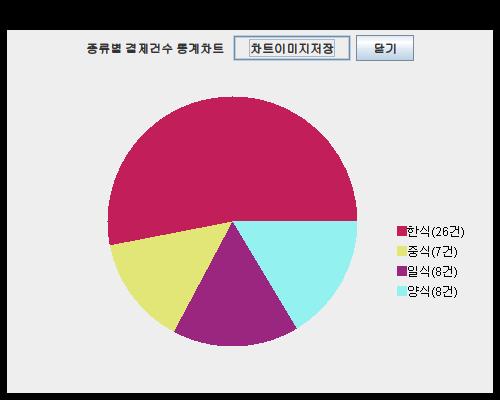 종류별 결제건수 통계차트 차트이미지저장 닫기
한식(26건)
중식(7건)
일식(8건)
양식(8건)